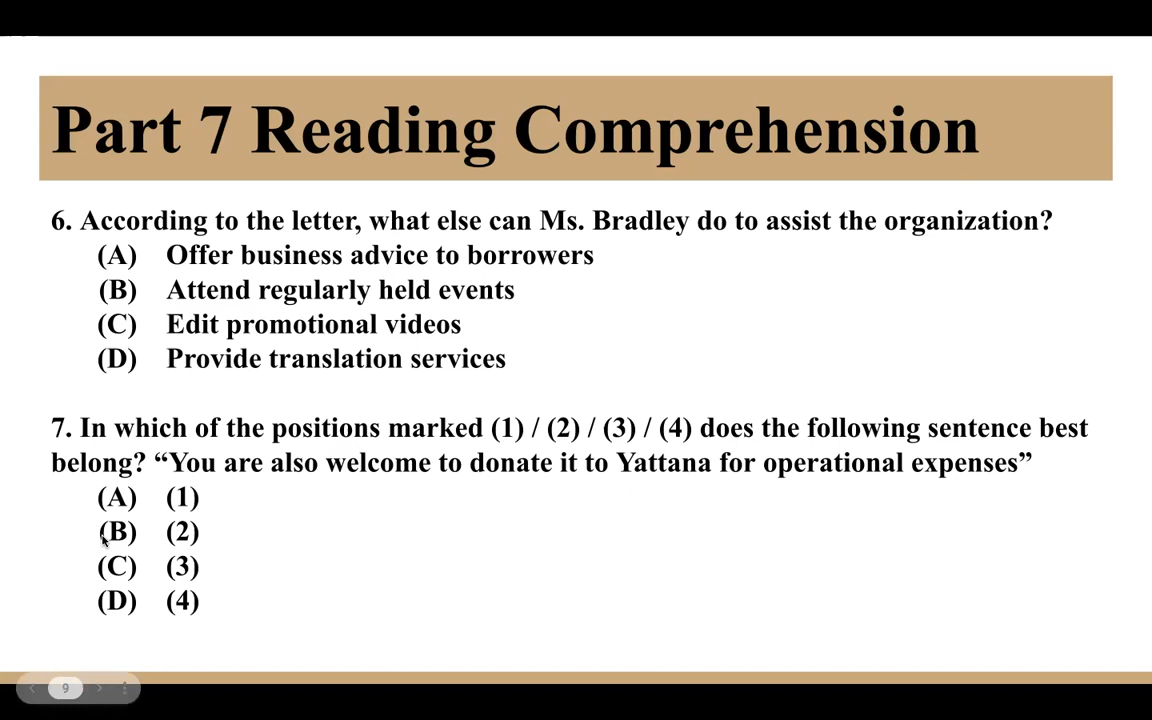 Part 7 Reading Comprehension
6. According to the letter, what else can Ms. Bradley do to assist the organization?
(A) Offer business advice to borrowers
(B) Attend regularly held events
(C) Edit promotional videos
(D) Provide translation services
7. In which of the positions marked (1) / (2) / (3) / (4) does the following sentence best
belong? “You are also welcome to donate it to Yattana for operational expenses”
(A) (1)
(B) (2)
(C) (3)
(D) (4)
9